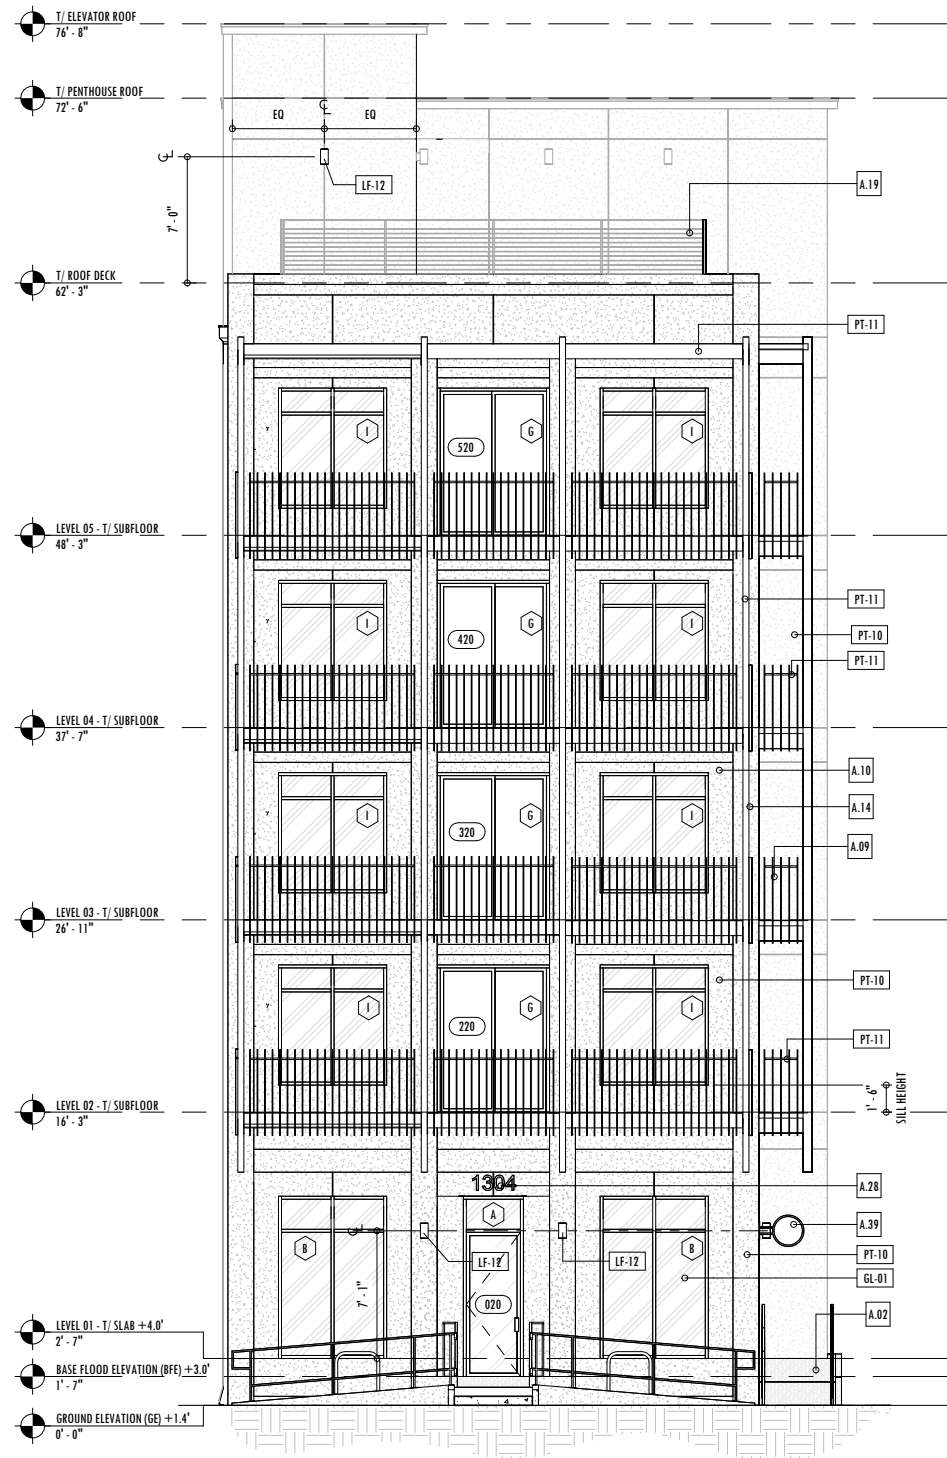 T/ ELEVATOR ROOF
76' - 8"
T/ PENTHOUSE ROOF
72' - 6"
EQ
EQ
LF-12
7' - 0"
A.19
T/ ROOF DECK
62' - 3"
PT-11
I
520
G
I
LEVEL 05 - T/ SUBFLOOR
48' - 3"
PT-11
I
420
G
I
PT-10
PT-11
LEVEL 04 - T/ SUBFLOOR
37' - 7"
A.10
I
320
G
I
A.14
A.09
LEVEL 03 - T/ SUBFLOOR
26' - 11"
PT-10
I
220
G
I
PT-11
1' - 6"
SILL HEIGHT
LEVEL 02 - T/ SUBFLOOR
16' - 3"
1304
A.28
A
A.39
B
B
LF-12
LF-12
PT-10
GL-01
7' - 1"
020
A.02
LEVEL 01 - T/ SLAB +4.0'
2' - 7"
BASE FLOOD ELEVATION (BFE) +3.0'
1' - 7"
GROUND ELEVATION (GE) +1.4'
0' - 0"